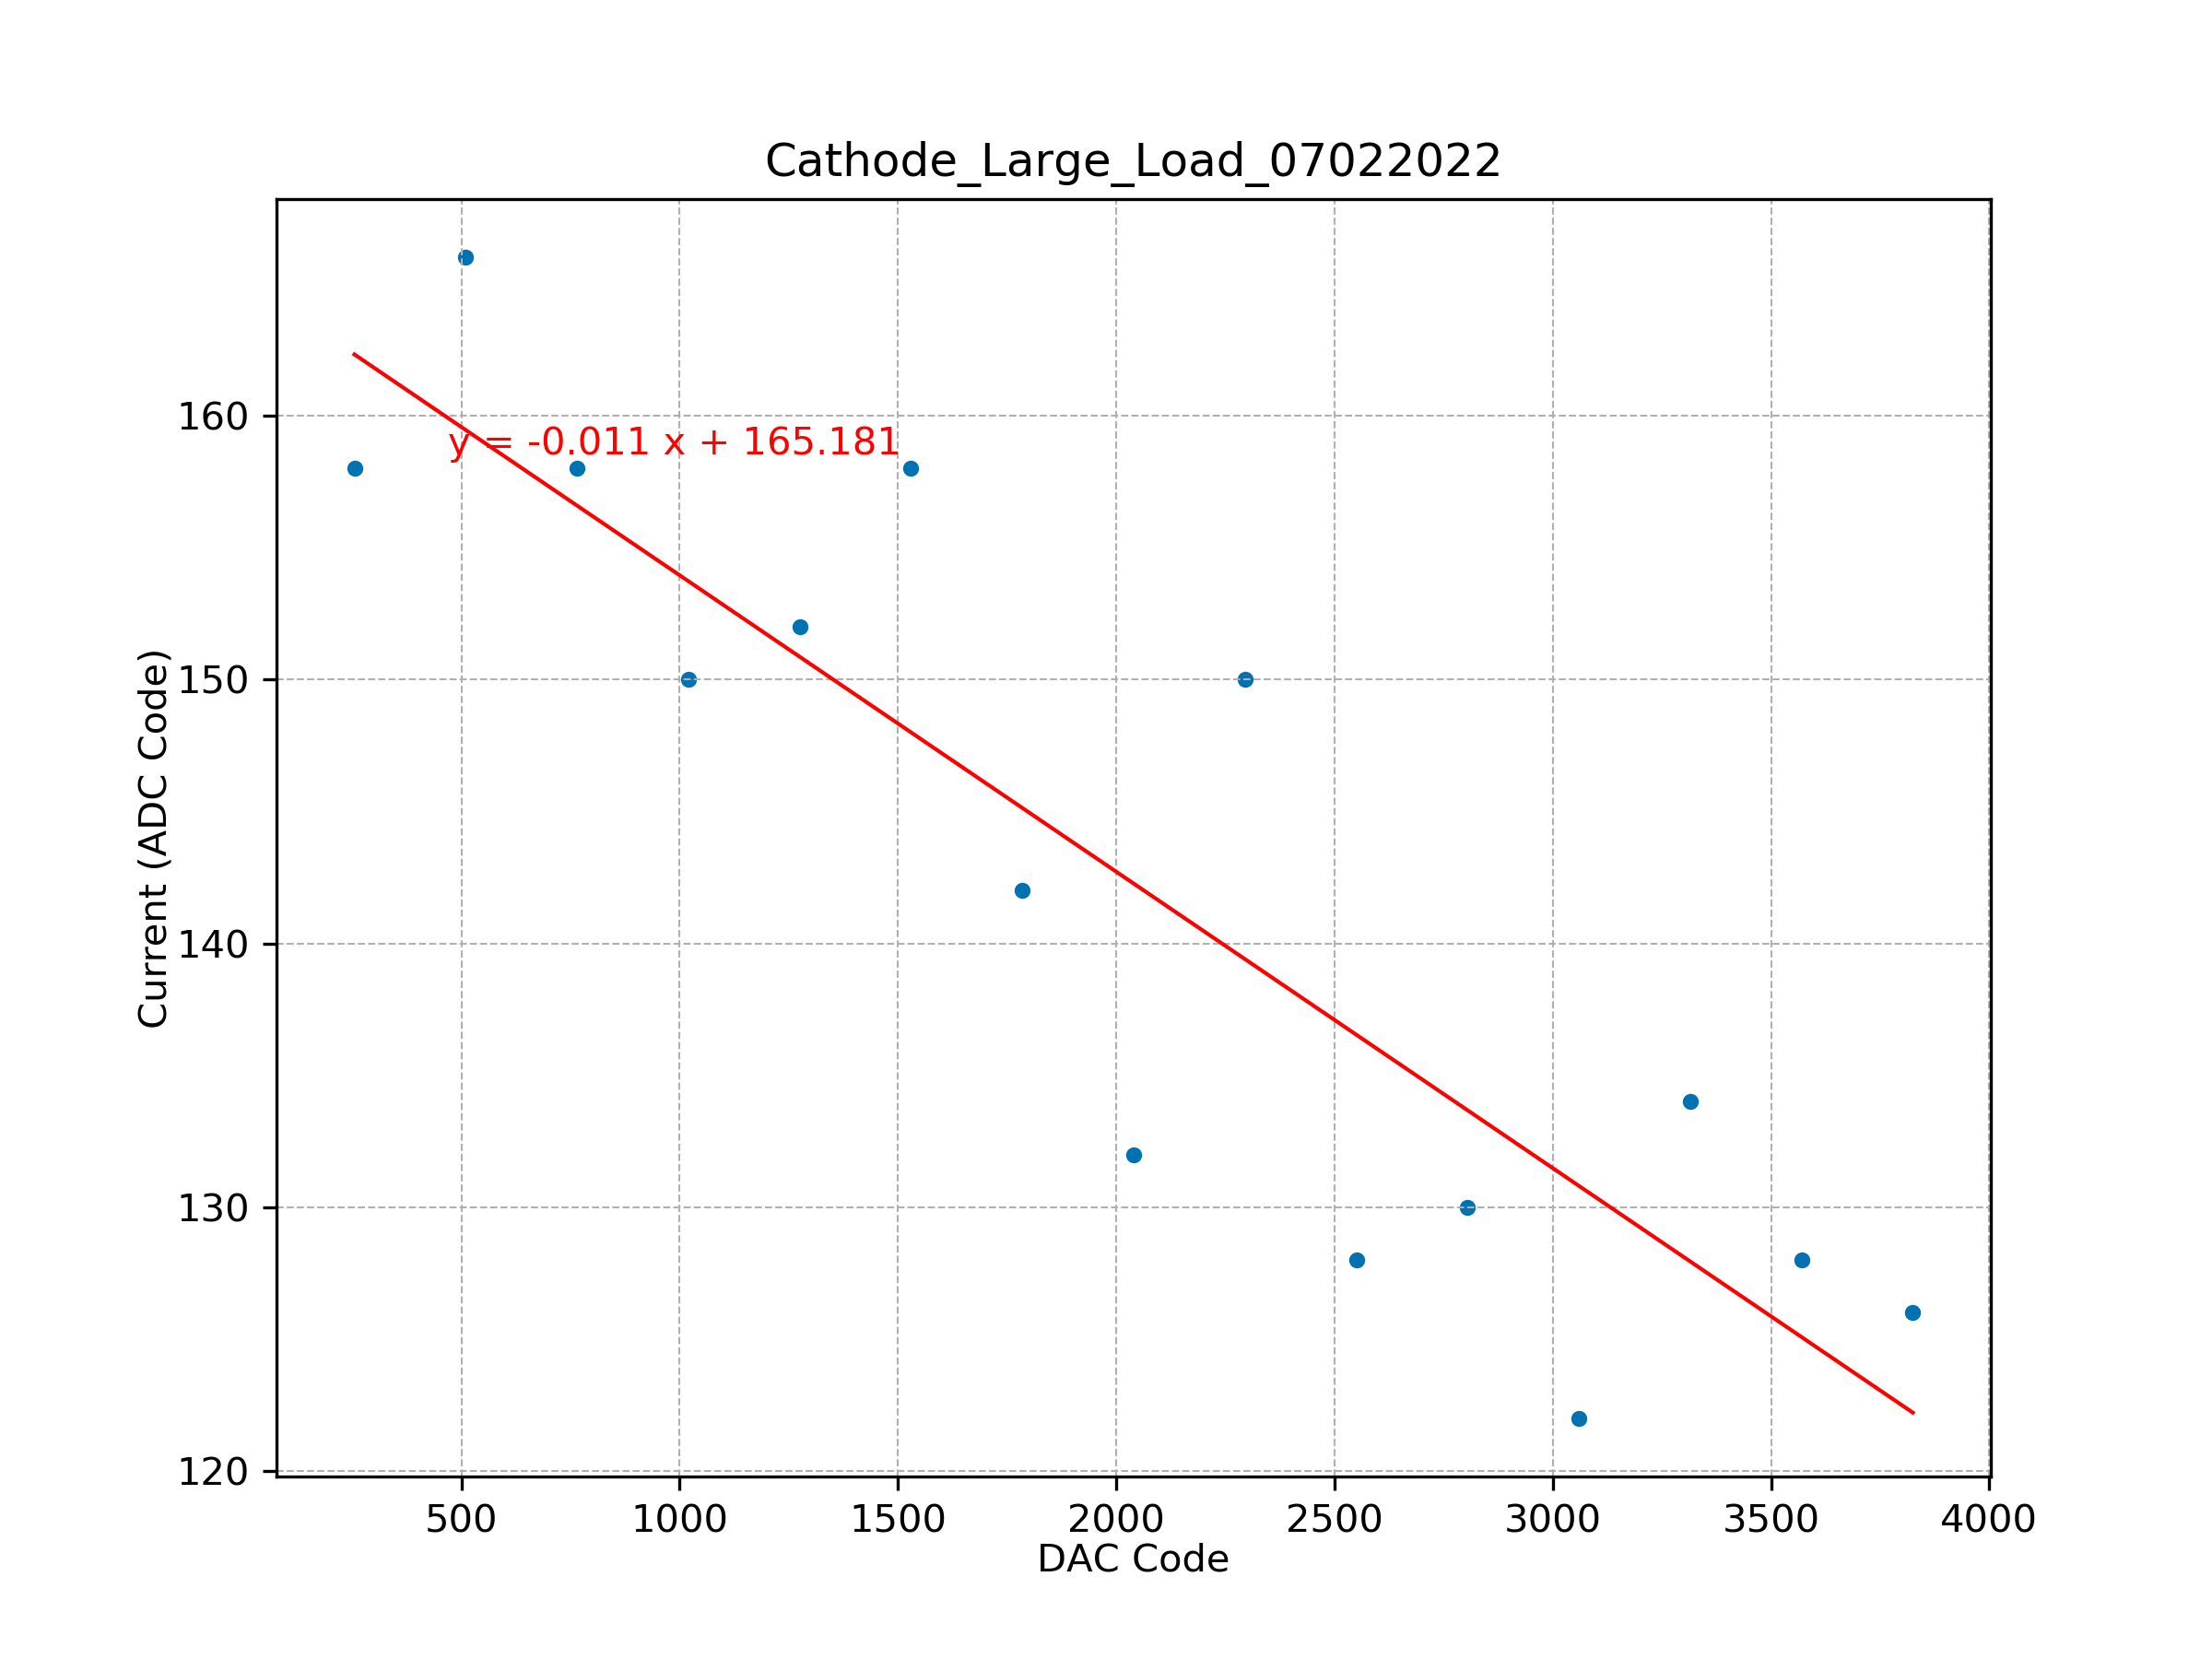 Cathode_Large_Load_07022022
160
y = -0.011 x + 165.181
150
Current (ADC Code)
140
130
120
500 1000 1500 2000 2500 3000 3500 4000
DAC Code